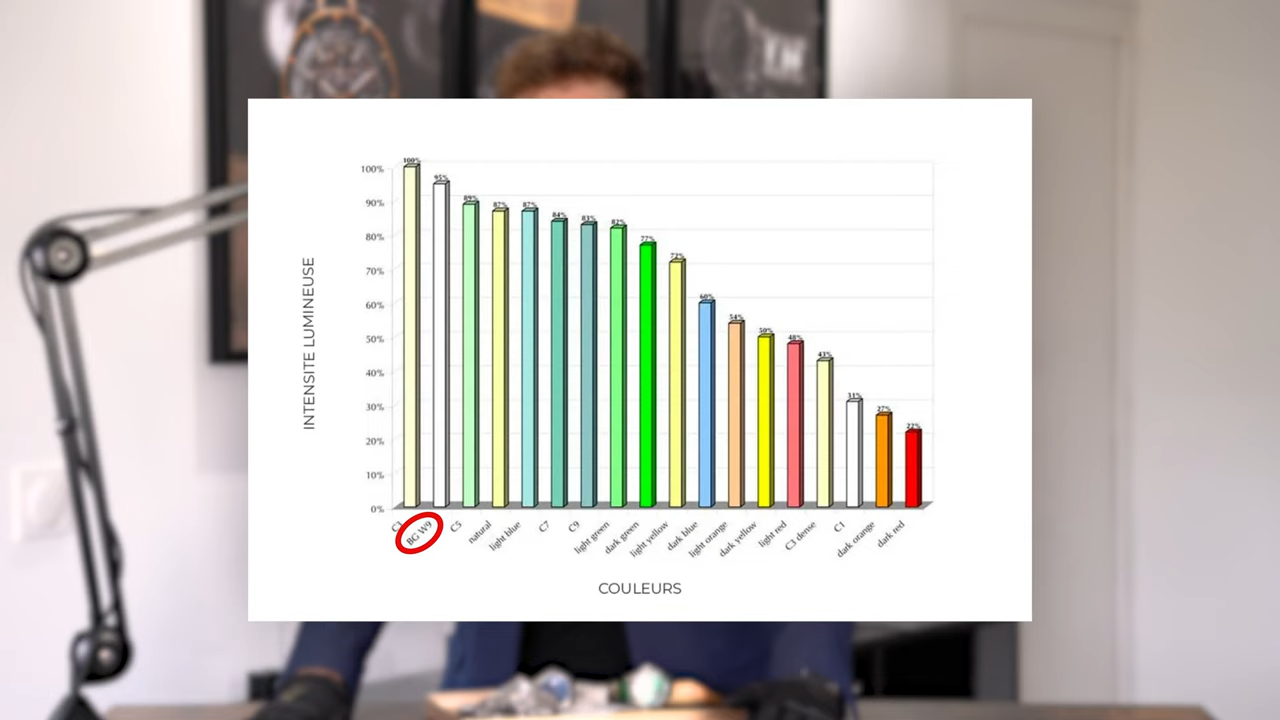 100%
95%
89%
87%
87%
84%
83%
82%
77%
72%
60%
54%
50%
48%
43%
31%
27%
22%
100%
90%
80%
70%
60%
50%
40%
30%
20%
10%
0%
INTENSITE LUMINEUSE
C3
BG W9
C5
natural
light blue
C7
C9
light green
dark green
light yellow
dark blue
light orange
dark yellow
light red
C3 dense
C1
dark orange
dark red
COULEURS